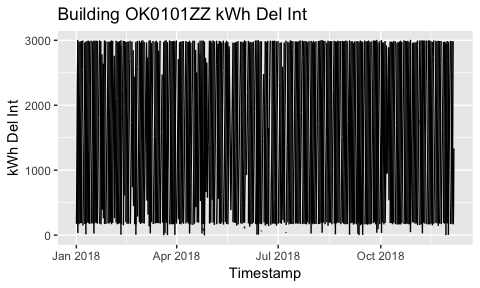 Building OK0101ZZ kWh Del Int
kWh Del Int
3000
2000
1000
0
Jan 2018 Apr 2018 Jul 2018 Oct 2018
Timestamp